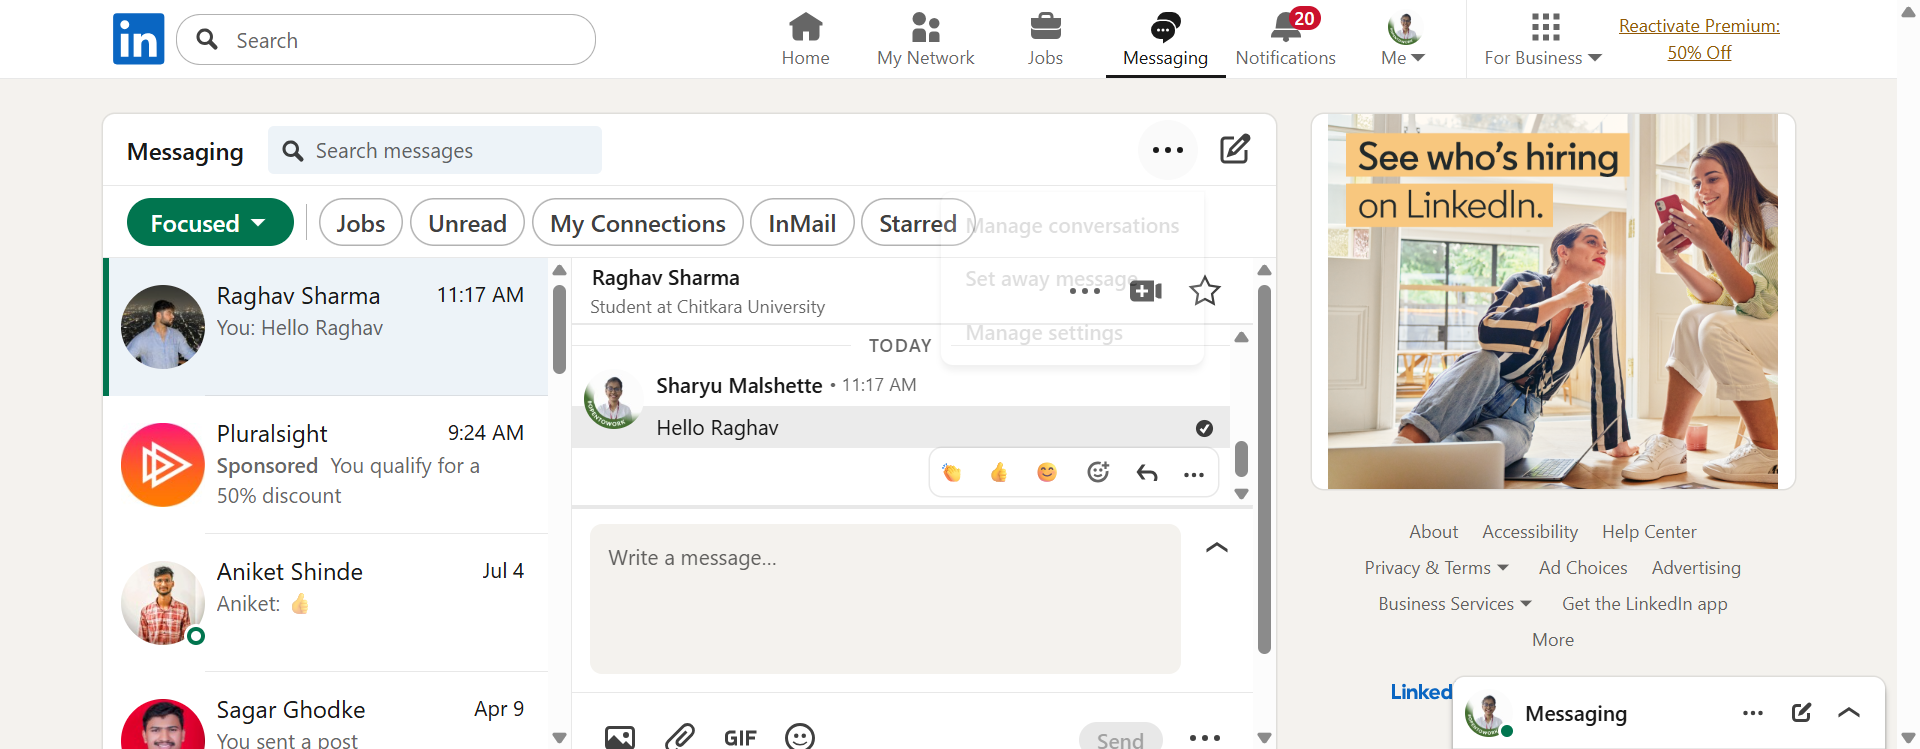 in
Search
Home
My Network
Jobs
Messaging
20
Notifications
Me
For Business
Reactivate Premium:
50% Off
Messaging
Search messages
Focused
Jobs
Unread
My Connections
InMail
Starred
Manage conversations
Set away message
Manage settings
Raghav Sharma
11:17 AM
You: Hello Raghav
Pluralsight
9:24 AM
Sponsored You qualify for a
50% discount
Aniket Shinde
Jul 4
Aniket: 👍
Sagar Ghodke
Apr 9
You sent a post
Raghav Sharma
Student at Chitkara University
TODAY
Sharyu Malshette • 11:17 AM
#OPENTOWORK
Hello Raghav
Write a message...
GIF
Send
See who's hiring
on LinkedIn.
About
Accessibility
Help Center
Privacy & Terms
Ad Choices
Advertising
Business Services
Get the LinkedIn app
More
Linked
Messaging